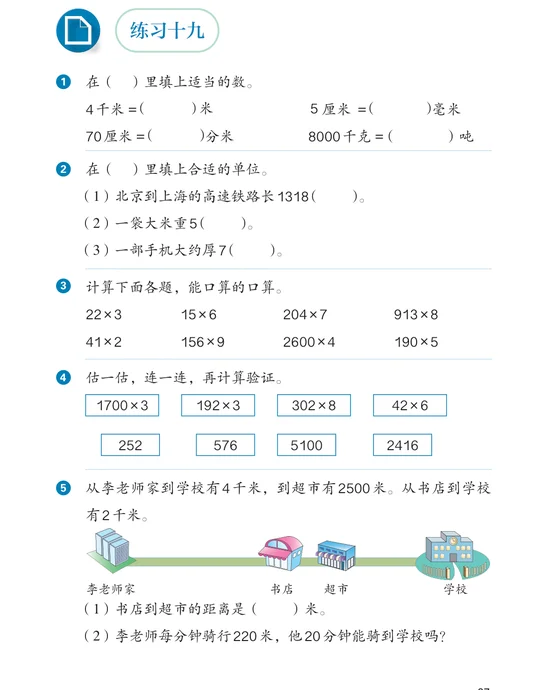 练习十九
1 在（ ）里填上适当的数。
4千米＝( )米 5厘米＝( )毫米
70厘米＝( )分米 8000千克＝( )吨
2 在（ ）里填上合适的单位。
（1）北京到上海的高速铁路长1318( )。
（2）一袋大米重5( )。
（3）一部手机大约厚7( )。
3 计算下面各题，能口算的口算。
22×3 15×6 204×7 913×8
41×2 156×9 2600×4 190×5
4 估一估，连一连，再计算验证。
1700×3 192×3 302×8 42×6
252 576 5100 2416
5 从李老师家到学校有4千米，到超市有2500米。从书店到学校
有2千米。
李老师家 书店 超市 学校
（1）书店到超市的距离是（ ）米。
（2）李老师每分钟骑行220米，他20分钟能骑到学校吗？